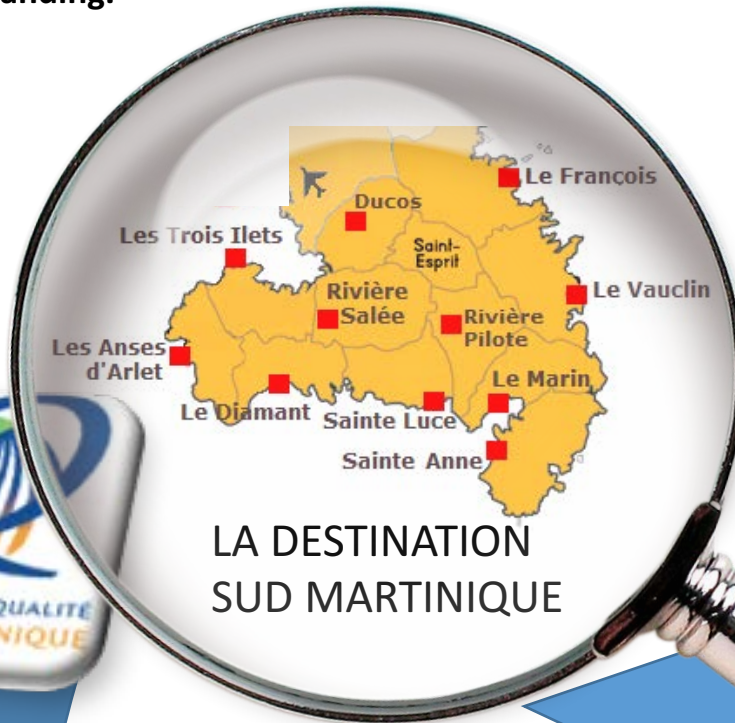 Le François
Ducos
Les Trois Ilets
Saint-
Esprit
Le Vauclin
Rivière
Salée
Rivière
Pilote
Les Anses
d'Arlet
Le Marin
Le Diamant
Sainte Luce
Sainte Anne
LA DESTINATION
SUD MARTINIQUE
QUALITÉ